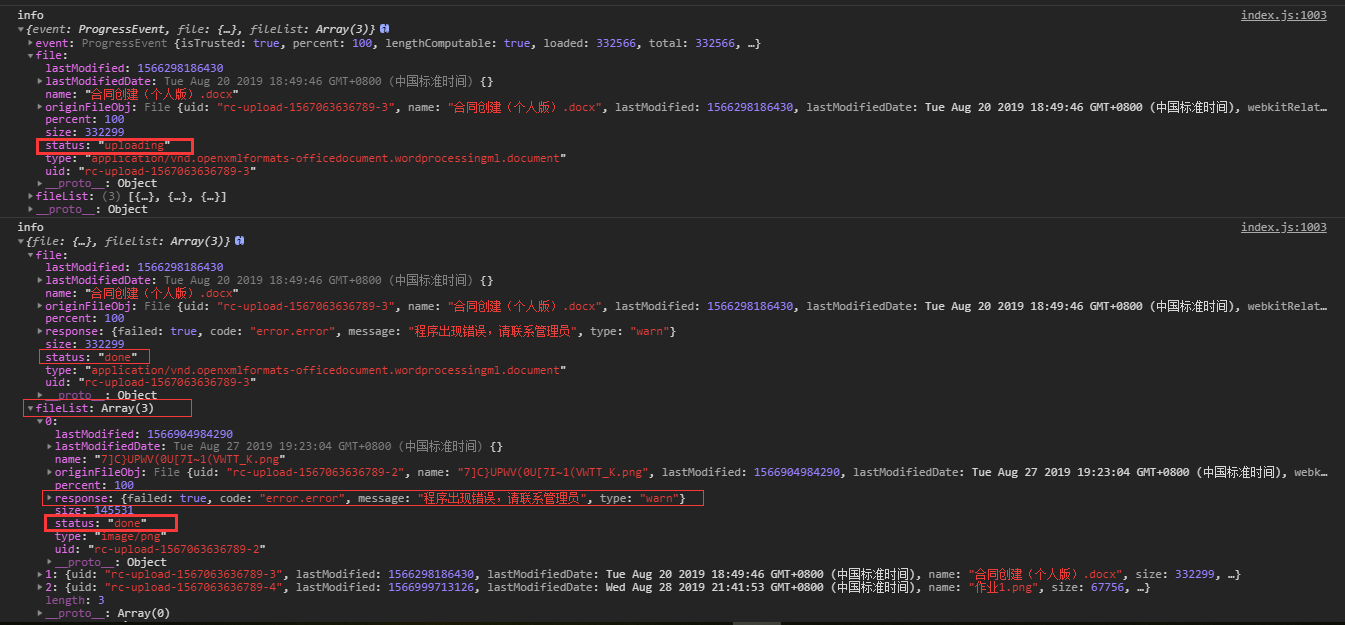 info index.js:1003
▼{event: ProgressEvent, file: {…}, fileList: Array(3)} i
▶event: ProgressEvent {isTrusted: true, percent: 100, lengthComputable: true, loaded: 332566, total: 332566, …}
▼file:
lastModified: 1566298186430
▶lastModifiedDate: Tue Aug 20 2019 18:49:46 GMT+0800 (中国标准时间) {}
name: "合同创建（个人版）.docx"
▶originFileObj: File {uid: "rc-upload-1567063636789-3", name: "合同创建（个人版）.docx", lastModified: 1566298186430, lastModifiedDate: Tue Aug 20 2019 18:49:46 GMT+0800 (中国标准时间), webkitRelat…
percent: 100
size: 332299
status: "uploading"
type: "application/vnd.openxmlformats-officedocument.wordprocessingml.document"
uid: "rc-upload-1567063636789-3"
▶__proto__: Object
▶fileList: (3) [{…}, {…}, {…}]
▶__proto__: Object
info index.js:1003
▼{file: {…}, fileList: Array(3)} i
▼file:
lastModified: 1566298186430
▶lastModifiedDate: Tue Aug 20 2019 18:49:46 GMT+0800 (中国标准时间) {}
name: "合同创建（个人版）.docx"
▶originFileObj: File {uid: "rc-upload-1567063636789-3", name: "合同创建（个人版）.docx", lastModified: 1566298186430, lastModifiedDate: Tue Aug 20 2019 18:49:46 GMT+0800 (中国标准时间), webkitRelat…
percent: 100
▶response: {failed: true, code: "error.error", message: "程序出现错误，请联系管理员", type: "warn"}
size: 332299
status: "done"
type: "application/vnd.openxmlformats-officedocument.wordprocessingml.document"
uid: "rc-upload-1567063636789-3"
▶__proto__: Object
▼fileList: Array(3)
▼0:
lastModified: 1566904984290
▶lastModifiedDate: Tue Aug 27 2019 19:23:04 GMT+0800 (中国标准时间) {}
name: "7]C}UPWV(0U[7I~1(VWTT_K.png"
▶originFileObj: File {uid: "rc-upload-1567063636789-2", name: "7]C}UPWV(0U[7I~1(VWTT_K.png", lastModified: 1566904984290, lastModifiedDate: Tue Aug 27 2019 19:23:04 GMT+0800 (中国标准时间), webk…
percent: 100
▶response: {failed: true, code: "error.error", message: "程序出现错误，请联系管理员", type: "warn"}
size: 145531
status: "done"
type: "image/png"
uid: "rc-upload-1567063636789-2"
▶__proto__: Object
▶1: {uid: "rc-upload-1567063636789-3", lastModified: 1566298186430, lastModifiedDate: Tue Aug 20 2019 18:49:46 GMT+0800 (中国标准时间), name: "合同创建（个人版）.docx", size: 332299, …}
▶2: {uid: "rc-upload-1567063636789-4", lastModified: 1566999713126, lastModifiedDate: Wed Aug 28 2019 21:41:53 GMT+0800 (中国标准时间), name: "作业1.png", size: 67756, …}
length: 3
▶__proto__: Array(0)